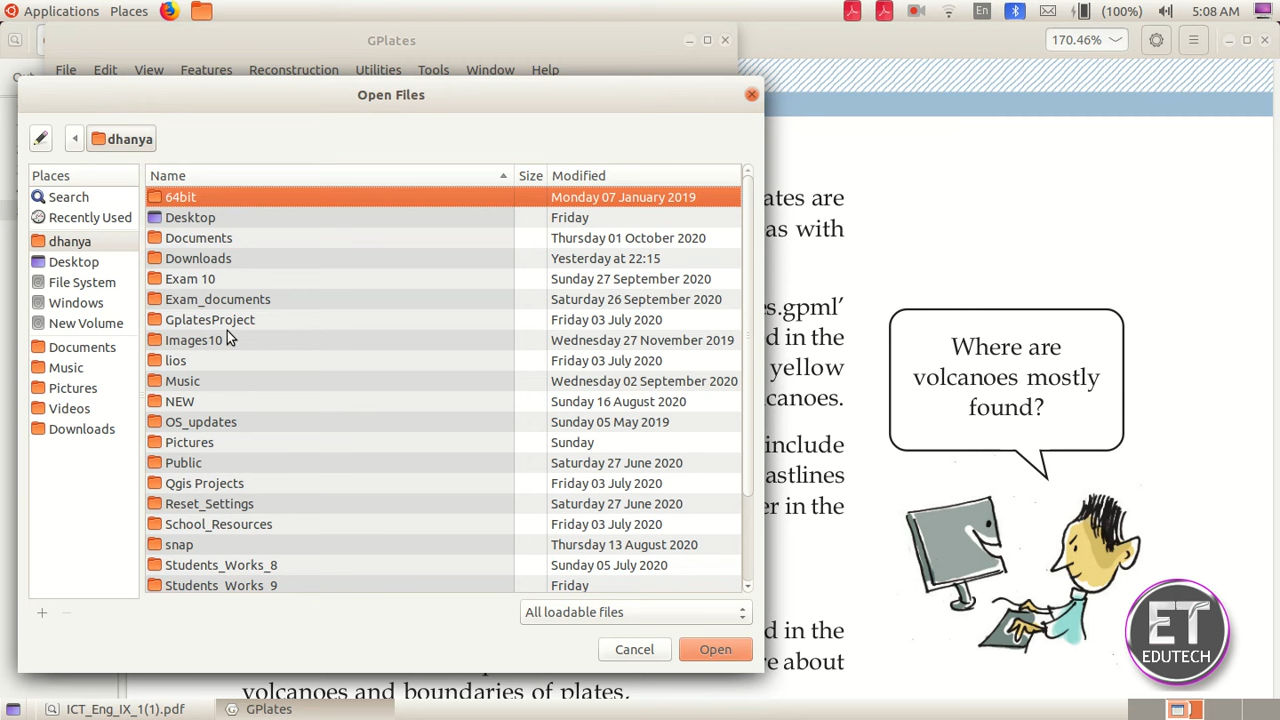 Applications Places
En (100%) 5:08 AM
GPlates
170.46%
File Edit View Features Reconstruction Utilities Tools Window Help
Open Files
dhanya
Places
Search
Recently Used
dhanya
Desktop
File System
Windows
New Volume
Documents
Music
Pictures
Videos
Downloads
Name Size Modified
64bit Monday 07 January 2019
Desktop Friday
Documents Thursday 01 October 2020
Downloads Yesterday at 22:15
Exam 10 Sunday 27 September 2020
Exam_documents Saturday 26 September 2020
GplatesProject Friday 03 July 2020
Images10 Wednesday 27 November 2019
lios Friday 03 July 2020
Music Wednesday 02 September 2020
NEW Sunday 16 August 2020
OS_updates Sunday 05 May 2019
Pictures Sunday
Public Saturday 27 June 2020
Qgis Projects Friday 03 July 2020
Reset_Settings Saturday 27 June 2020
School_Resources Friday 03 July 2020
snap Thursday 13 August 2020
Students_Works_8 Sunday 05 July 2020
Students_Works_9 Friday
All loadable files
Cancel Open
ates are
as with
es.gpml’
d in the
yellow
canoes.
include
astlines
er in the
d in the
re about
volcanoes and boundaries of plates,
Where are
volcanoes mostly
found?
ET
EDUTECH
ICT_Eng_IX_1(1).pdf GPlates